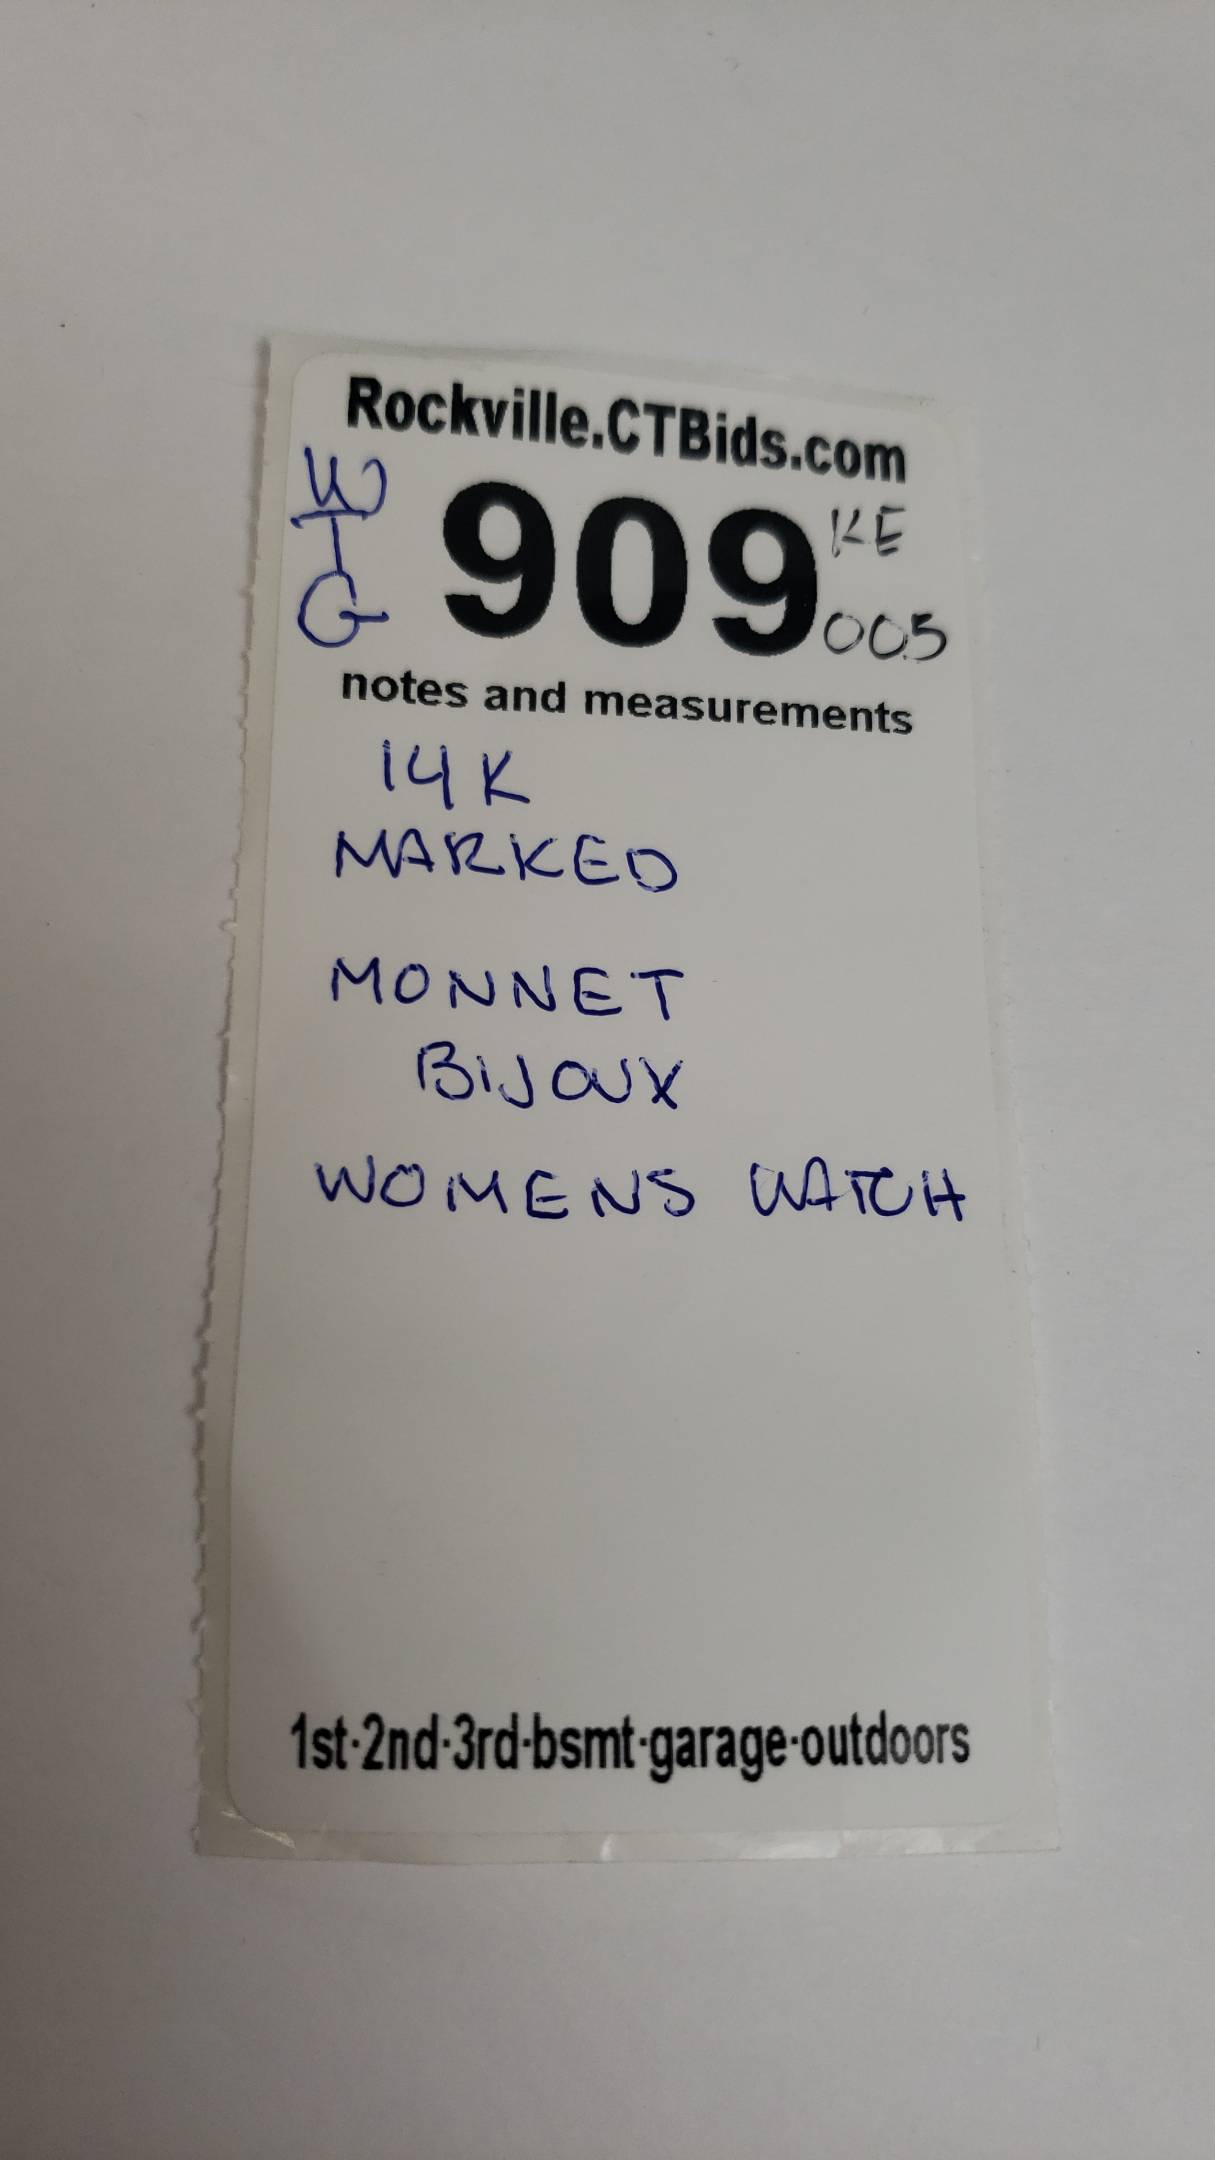 Rockville.CTBids.com
WTG
909
KE
005
notes and measurements
14K
MARKED
MONNET
BIJOUX
WOMENS WATCH
1st·2nd·3rd·bsmt·garage·outdoors